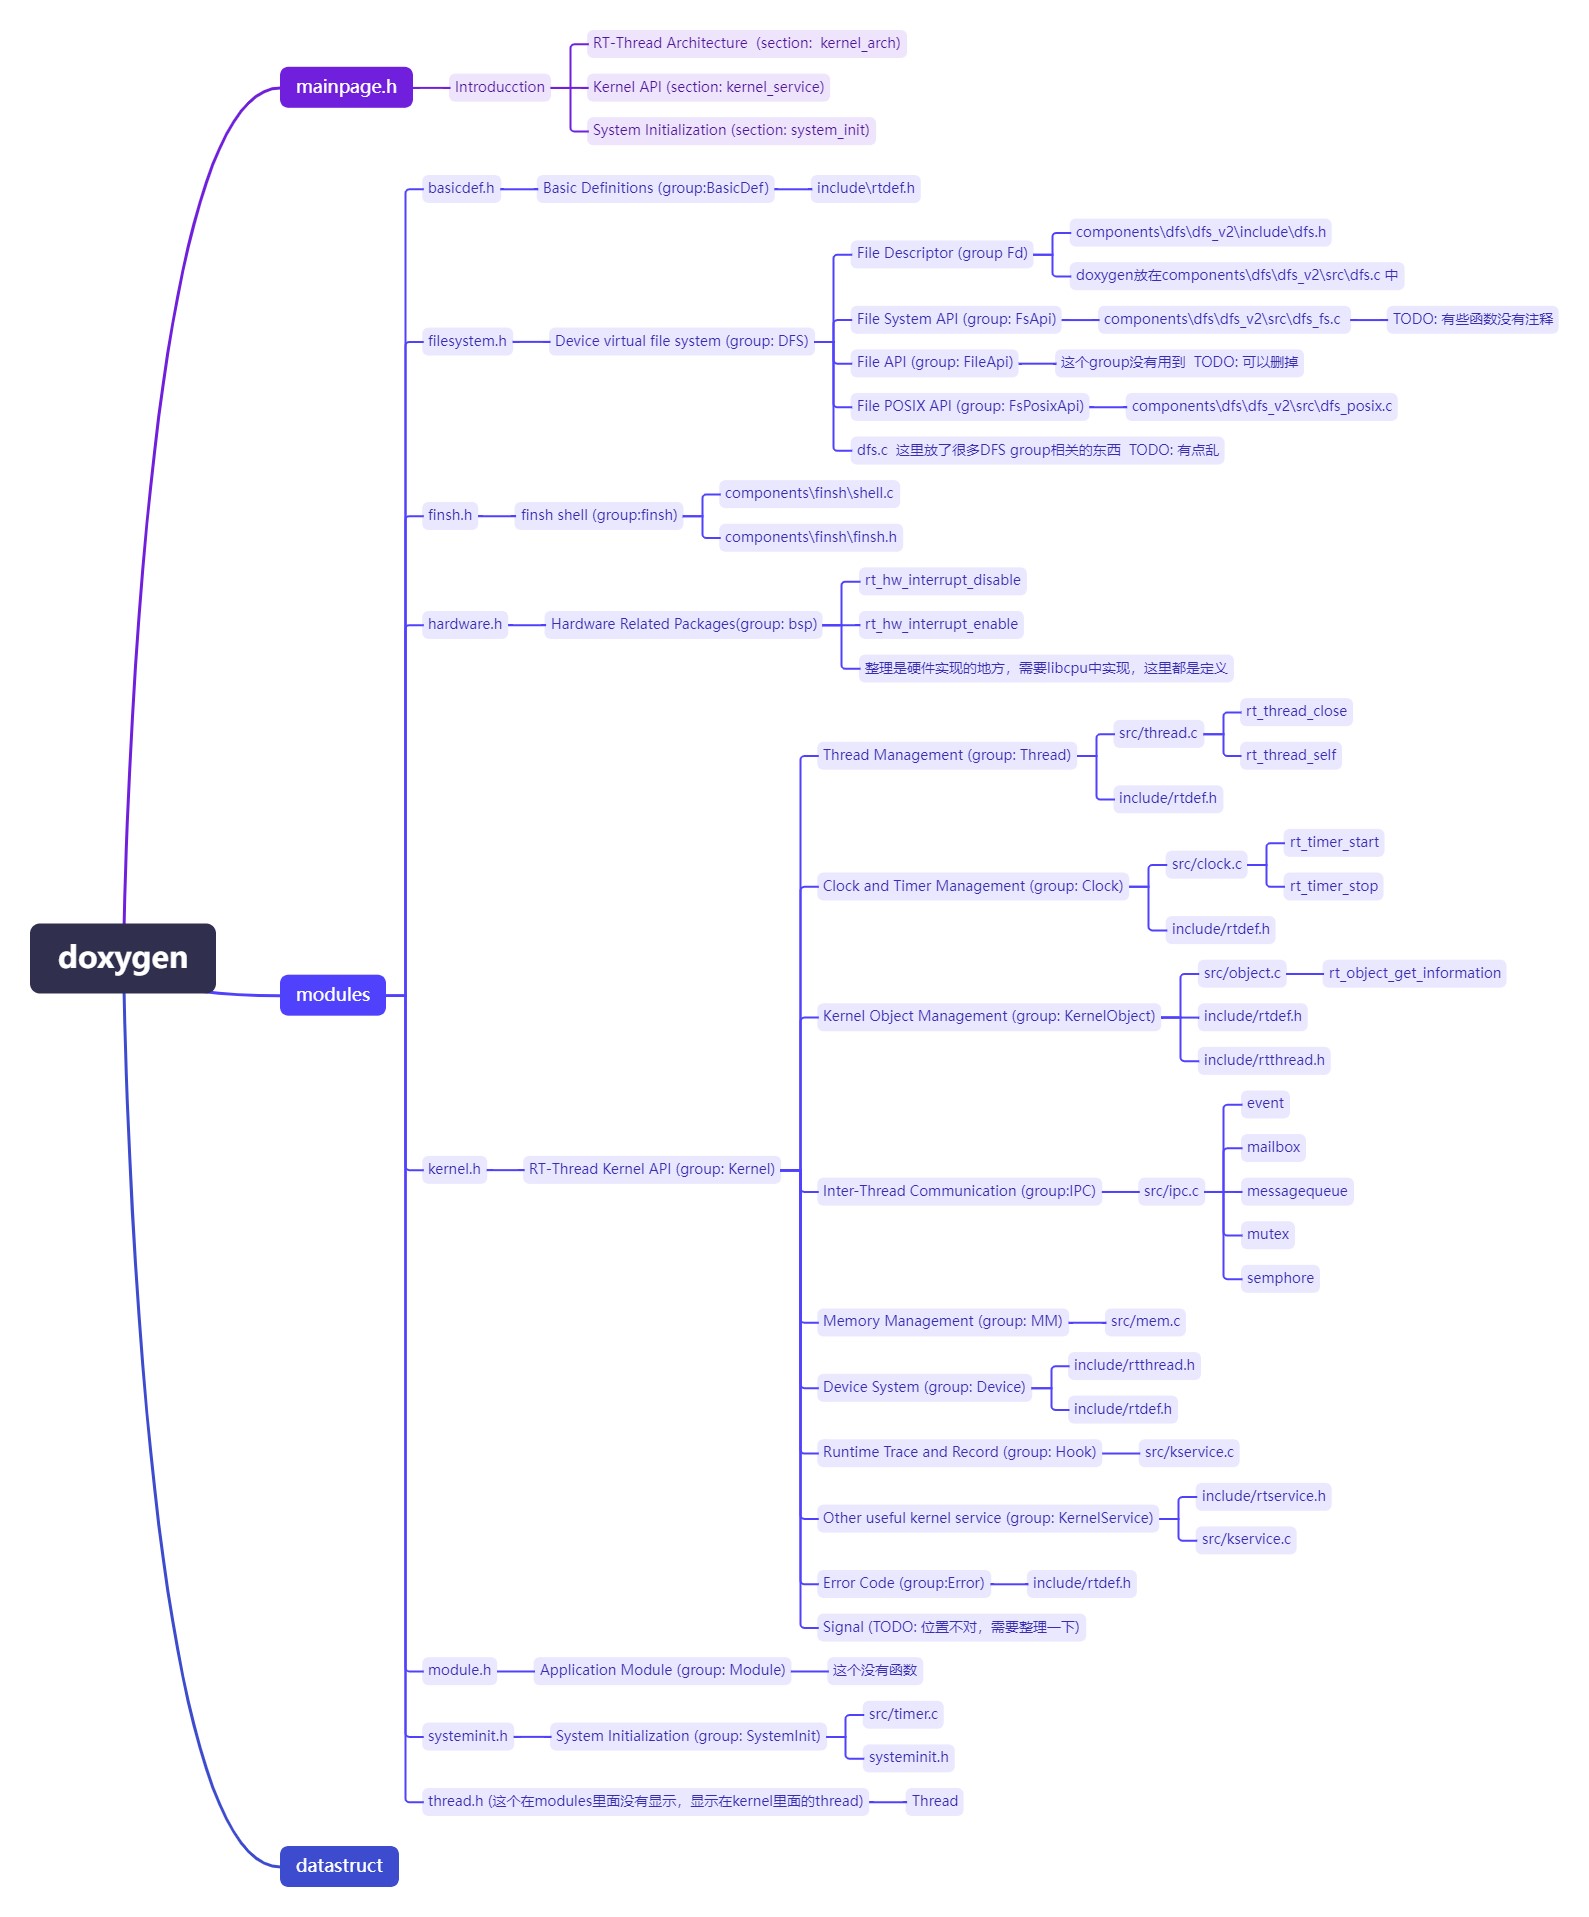 doxygen
mainpage.h
Introducction
RT-Thread Architecture  (section:  kernel_arch)
Kernel API (section: kernel_service)
System Initialization (section: system_init)
modules
basicdef.h
Basic Definitions (group:BasicDef)
include\rtdef.h
filesystem.h
Device virtual file system (group: DFS)
File Descriptor (group Fd)
components\dfs\dfs_v2\include\dfs.h
doxygen放在components\dfs\dfs_v2\src\dfs.c 中
File System API (group: FsApi)
components\dfs\dfs_v2\src\dfs_fs.c
TODO: 有些函数没有注释
File API (group: FileApi)
这个group没有用到  TODO: 可以删掉
File POSIX API (group: FsPosixApi)
components\dfs\dfs_v2\src\dfs_posix.c
dfs.c  这里放了很多DFS group相关的东西  TODO: 有点乱
finsh.h
finsh shell (group:finsh)
components\finsh\shell.c
components\finsh\finsh.h
hardware.h
Hardware Related Packages(group: bsp)
rt_hw_interrupt_disable
rt_hw_interrupt_enable
整理是硬件实现的地方，需要libcpu中实现，这里都是定义
kernel.h
RT-Thread Kernel API (group: Kernel)
Thread Management (group: Thread)
src/thread.c
rt_thread_close
rt_thread_self
include/rtdef.h
Clock and Timer Management (group: Clock)
src/clock.c
rt_timer_start
rt_timer_stop
include/rtdef.h
Kernel Object Management (group: KernelObject)
src/object.c
rt_object_get_information
include/rtdef.h
include/rtthread.h
Inter-Thread Communication (group:IPC)
src/ipc.c
event
mailbox
messagequeue
mutex
semphore
Memory Management (group: MM)
src/mem.c
Device System (group: Device)
include/rtthread.h
include/rtdef.h
Runtime Trace and Record (group: Hook)
src/kservice.c
Other useful kernel service (group: KernelService)
include/rtservice.h
src/kservice.c
Error Code (group:Error)
include/rtdef.h
Signal (TODO: 位置不对，需要整理一下)
module.h
Application Module (group: Module)
这个没有函数
systeminit.h
System Initialization (group: SystemInit)
src/timer.c
systeminit.h
thread.h (这个在modules里面没有显示，显示在kernel里面的thread)
Thread
datastruct